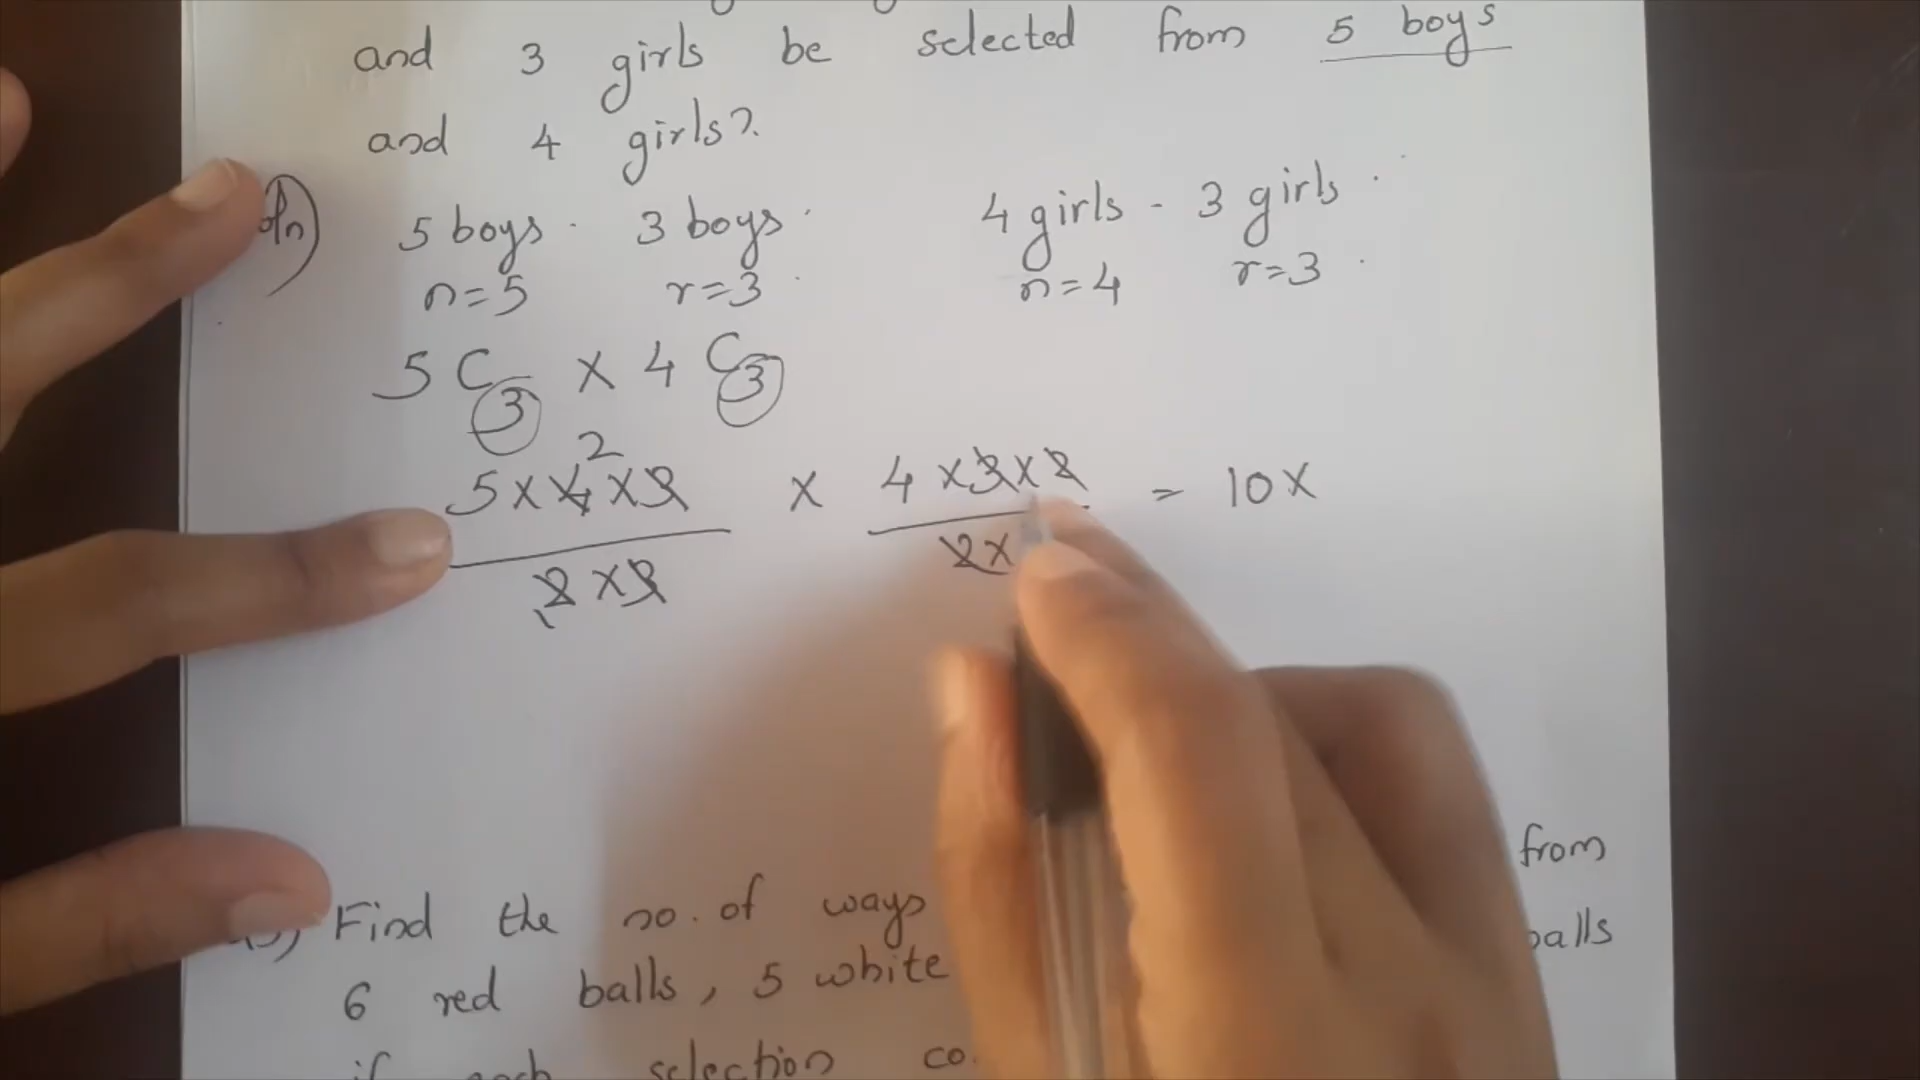 and 3 girls be selected from 5 boys
and 4 girls?
5 boys - 3 boys. 4 girls - 3 girls.
n=5 r=3 n=4 r=3
5C3 x 4C3
2
5x4x3 x 4x3x2 = 10x
2x3 2x
Find the no. of ways from
6 red balls, 5 white balls
selection